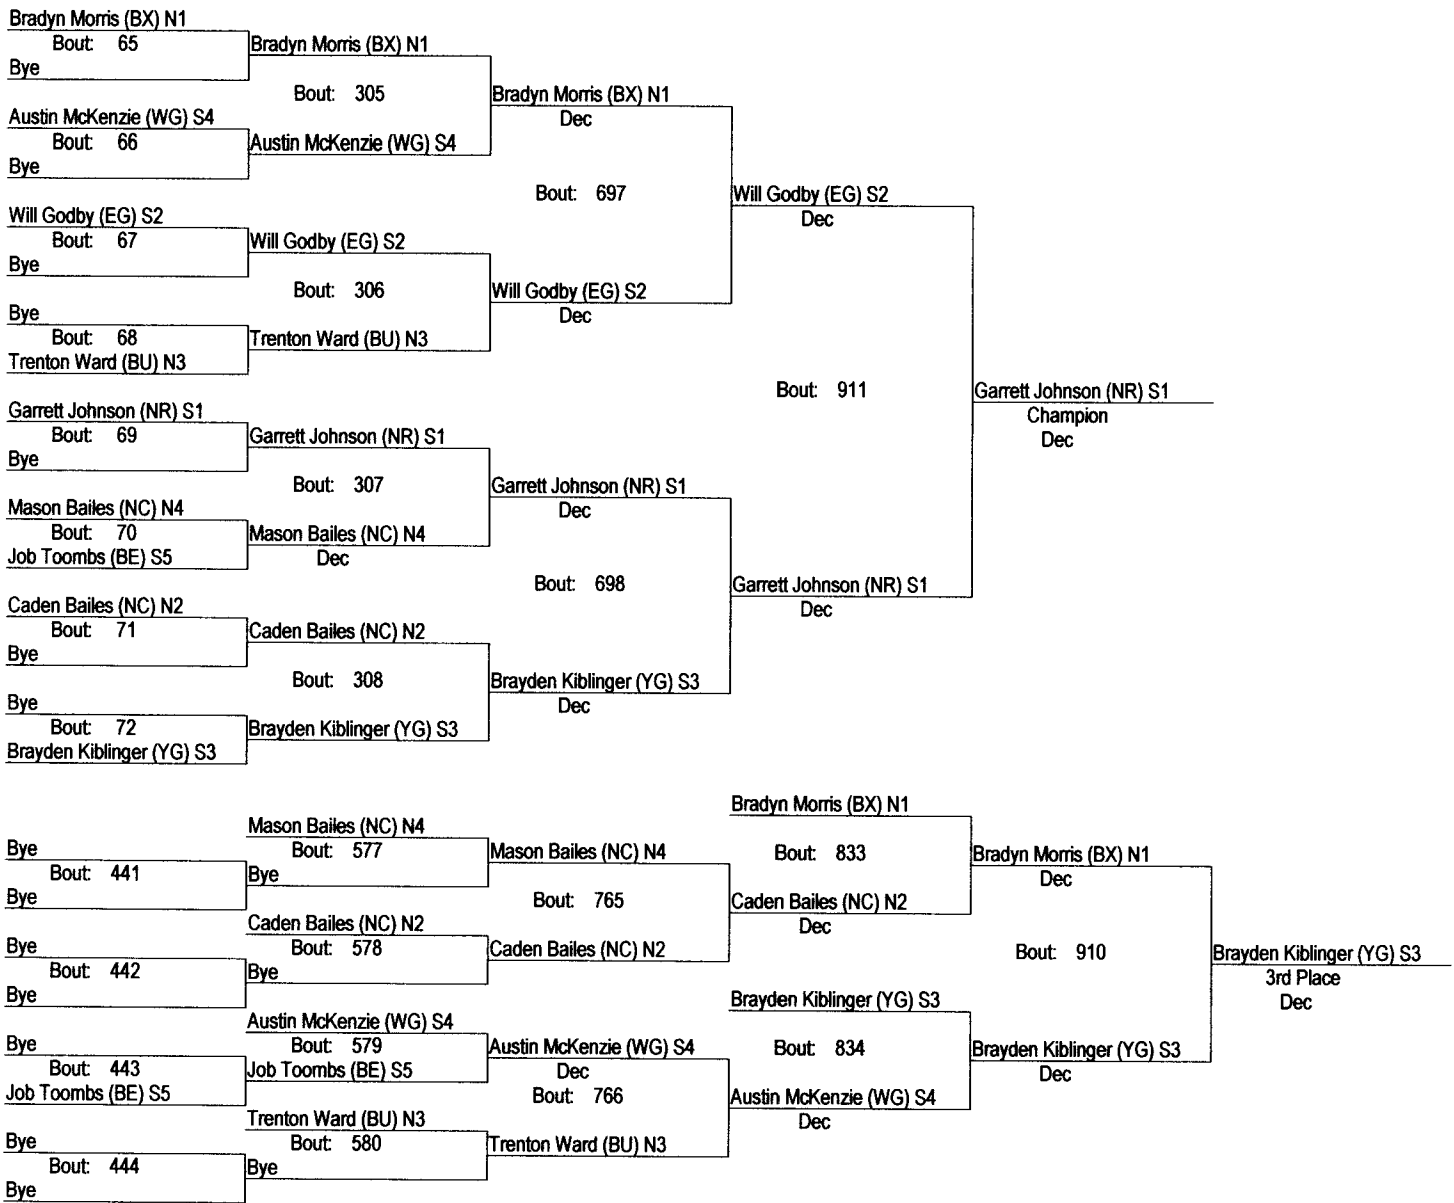 Bradyn Morris (BX) N1
Bout: 65
Bye
Bradyn Morris (BX) N1
Bout: 305
Austin McKenzie (WG) S4
Bout: 66
Bye
Austin McKenzie (WG) S4
Bradyn Morris (BX) N1
Dec
Bout: 697
Will Godby (EG) S2
Bout: 67
Bye
Will Godby (EG) S2
Bout: 306
Bye
Bout: 68
Trenton Ward (BU) N3
Trenton Ward (BU) N3
Will Godby (EG) S2
Dec
Will Godby (EG) S2
Dec
Bout: 911
Garrett Johnson (NR) S1
Champion
Dec
Garrett Johnson (NR) S1
Bout: 69
Bye
Garrett Johnson (NR) S1
Bout: 307
Mason Bailes (NC) N4
Bout: 70
Job Toombs (BE) S5
Mason Bailes (NC) N4
Dec
Garrett Johnson (NR) S1
Dec
Bout: 698
Garrett Johnson (NR) S1
Dec
Caden Bailes (NC) N2
Bout: 71
Bye
Caden Bailes (NC) N2
Bout: 308
Bye
Bout: 72
Brayden Kiblinger (YG) S3
Brayden Kiblinger (YG) S3
Brayden Kiblinger (YG) S3
Dec
Bye
Bout: 441
Bye
Mason Bailes (NC) N4
Bout: 577
Bye
Mason Bailes (NC) N4
Bout: 765
Bye
Bout: 442
Bye
Caden Bailes (NC) N2
Bout: 578
Bye
Caden Bailes (NC) N2
Bradyn Morris (BX) N1
Bout: 833
Caden Bailes (NC) N2
Dec
Bradyn Morris (BX) N1
Dec
Bout: 910
Brayden Kiblinger (YG) S3
3rd Place
Dec
Bye
Bout: 443
Job Toombs (BE) S5
Austin McKenzie (WG) S4
Bout: 579
Job Toombs (BE) S5
Austin McKenzie (WG) S4
Dec
Bout: 766
Bye
Bout: 444
Bye
Trenton Ward (BU) N3
Bout: 580
Bye
Trenton Ward (BU) N3
Brayden Kiblinger (YG) S3
Bout: 834
Austin McKenzie (WG) S4
Dec
Brayden Kiblinger (YG) S3
Dec